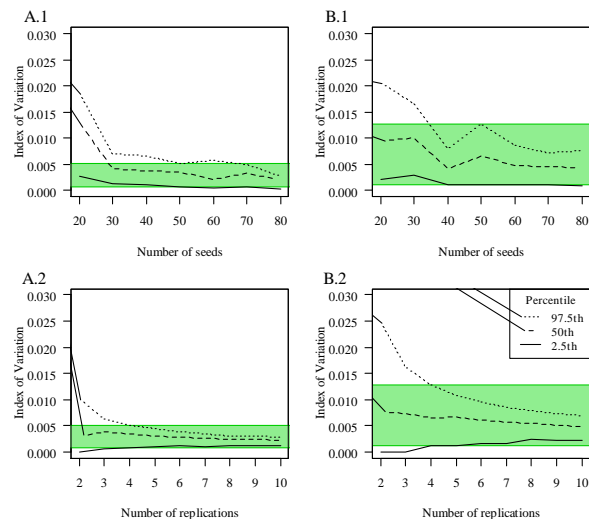 A.1
0.030
0.025
0.020
0.015
0.010
0.005
0.000
Index of Variation
20 30 40 50 60 70 80
Number of seeds
B.1
0.030
0.025
0.020
0.015
0.010
0.005
0.000
Index of Variation
20 30 40 50 60 70 80
Number of seeds
A.2
0.030
0.025
0.020
0.015
0.010
0.005
0.000
Index of Variation
2 3 4 5 6 7 8 9 10
Number of replications
B.2
0.030
0.025
0.020
0.015
0.010
0.005
0.000
Index of Variation
Percentile
97.5th
50th
2.5th
2 3 4 5 6 7 8 9 10
Number of replications